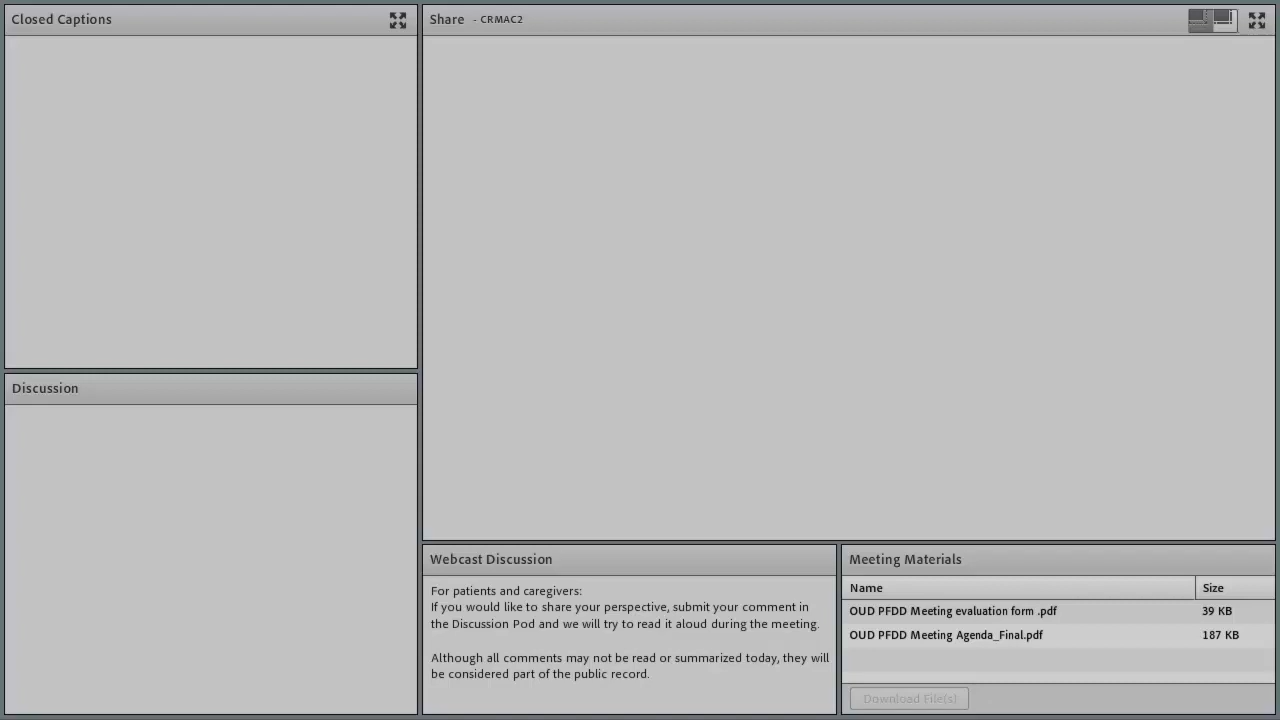 Closed Captions
Share - CRMAC2
Discussion
Webcast Discussion
For patients and caregivers:
If you would like to share your perspective, submit your comment in
the Discussion Pod and we will try to read it aloud during the meeting.
Although all comments may not be read or summarized today, they will
be considered part of the public record.
Meeting Materials
Name Size
OUD PFDD Meeting evaluation form .pdf 39 KB
OUD PFDD Meeting Agenda_Final.pdf 187 KB
Download File(s)